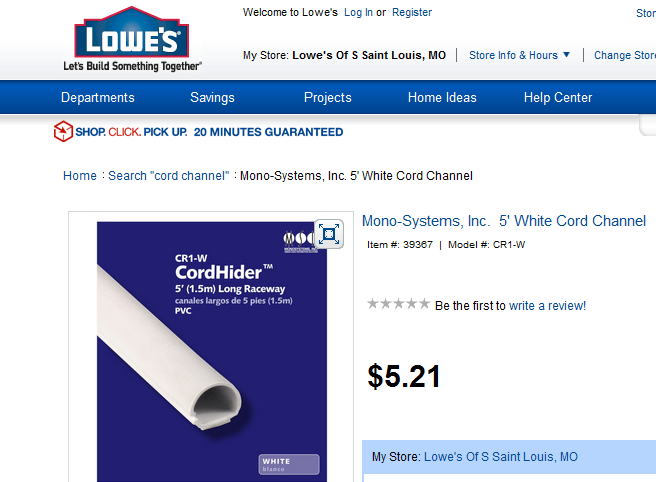 Welcome to Lowe's Log In or Register
Stor
LOWE'S
Let's Build Something Together®
My Store: Lowe's Of S Saint Louis, MO | Store Info & Hours ▼ | Change Store
Departments Savings Projects Home Ideas Help Center
SHOP. CLICK. PICK UP. 20 MINUTES GUARANTEED
Home : Search "cord channel" : Mono-Systems, Inc. 5' White Cord Channel
Mono-Systems, Inc. 5' White Cord Channel
Item #: 39367 | Model #: CR1-W
CR1-W
CordHider™
5' (1.5m) Long Raceway
canales largos de 5 pies (1.5m)
PVC
WHITE
blanco
Be the first to write a review!
$5.21
My Store: Lowe's Of S Saint Louis, MO